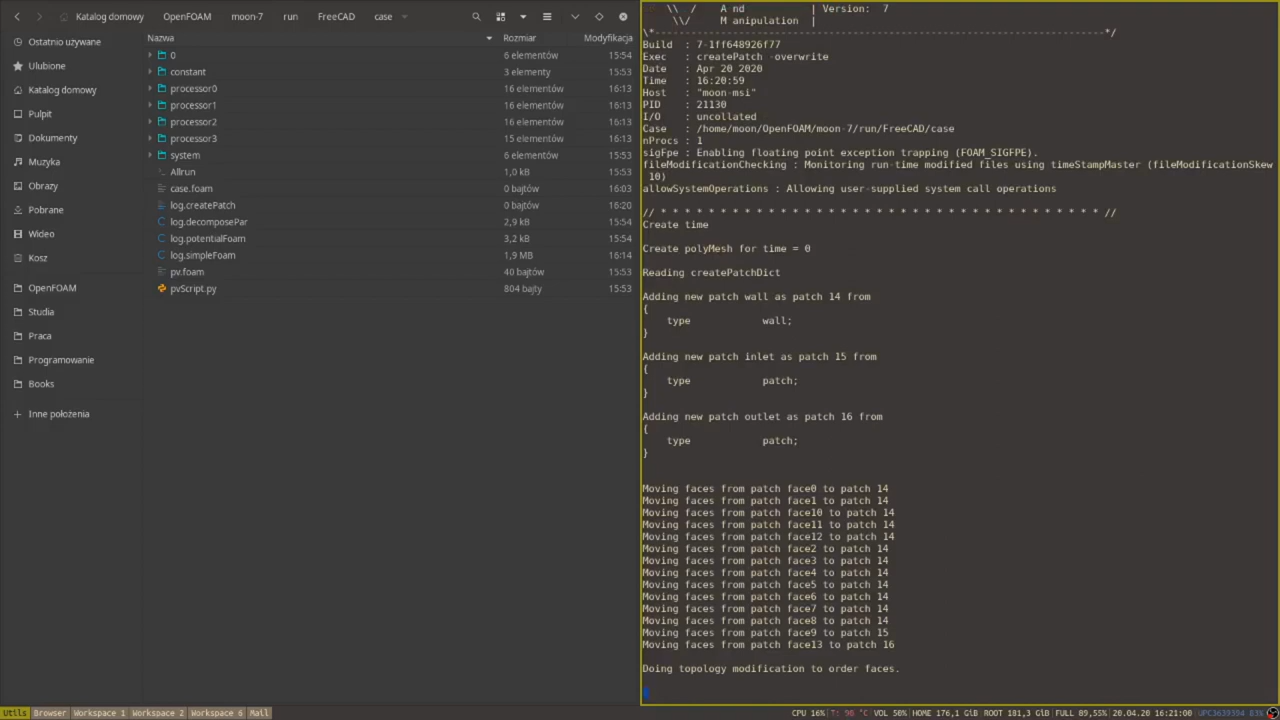 Katalog domowy OpenFOAM moon-7 run FreeCAD case
Ostatnio używane
Ulubione
Katalog domowy
Pulpit
Dokumenty
Muzyka
Obrazy
Pobrane
Wideo
Kosz
OpenFOAM
Studia
Praca
Programowanie
Books
+ Inne położenia
Nazwa Rozmiar Modyfikacja
0 6 elementów 15:54
constant 3 elementy 15:53
processor0 16 elementów 16:13
processor1 16 elementów 16:13
processor2 16 elementów 16:13
processor3 15 elementów 16:13
system 6 elementów 15:53
Allrun 1,0 kB 15:53
case.foam 0 bajtów 16:03
log.createPatch 0 bajtów 16:20
log.decomposePar 2,9 kB 15:54
log.potentialFoam 3,2 kB 15:54
log.simpleFoam 1,9 MB 16:14
pv.foam 40 bajtów 15:53
pvScript.py 804 bajty 15:53
\\ / A nd | Version: 7
\\/ M anipulation |
\*---------------------------------------------------------------------------*/
Build : 7-1ff648926f77
Exec : createPatch -overwrite
Date : Apr 20 2020
Time : 16:20:59
Host : "moon-msi"
PID : 21130
I/O : uncollated
Case : /home/moon/OpenFOAM/moon-7/run/FreeCAD/case
nProcs : 1
sigFpe : Enabling floating point exception trapping (FOAM_SIGFPE).
fileModificationChecking : Monitoring run-time modified files using timeStampMaster (fileModificationSkew
10)
allowSystemOperations : Allowing user-supplied system call operations
// * * * * * * * * * * * * * * * * * * * * * * * * * * * * * * * * * * * * * //
Create time
Create polyMesh for time = 0
Reading createPatchDict
Adding new patch wall as patch 14 from
{
type wall;
}
Adding new patch inlet as patch 15 from
{
type patch;
}
Adding new patch outlet as patch 16 from
{
type patch;
}
Moving faces from patch face0 to patch 14
Moving faces from patch face1 to patch 14
Moving faces from patch face10 to patch 14
Moving faces from patch face11 to patch 14
Moving faces from patch face12 to patch 14
Moving faces from patch face2 to patch 14
Moving faces from patch face3 to patch 14
Moving faces from patch face4 to patch 14
Moving faces from patch face5 to patch 14
Moving faces from patch face6 to patch 14
Moving faces from patch face7 to patch 14
Moving faces from patch face8 to patch 14
Moving faces from patch face9 to patch 15
Moving faces from patch face13 to patch 16
Doing topology modification to order faces.
Utils Browser Workspace 1 Workspace 2 Workspace 6 Mail
CPU 16% | T: 90 °C | VOL 50% | HOME 176,1 GiB | ROOT 181,3 GiB | FULL 89,55% | 20.04.20 16:21:00 | UPC3639394 83%